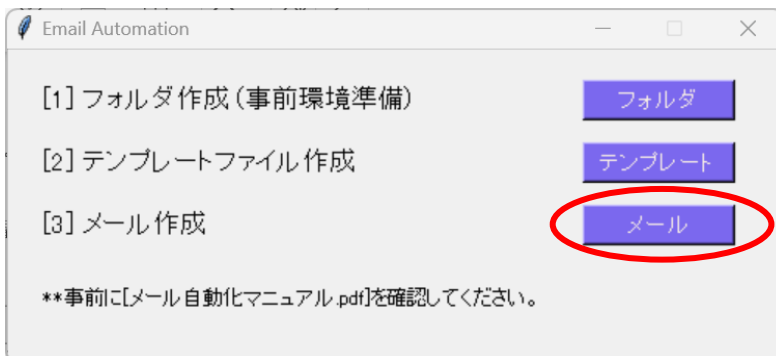 Email Automation
[1] フォルダ作成(事前環境準備) フォルダ
[2] テンプレートファイル作成 テンプレート
[3] メール作成 メール
**事前に[メール自動化マニュアル.pdf]を確認してください。